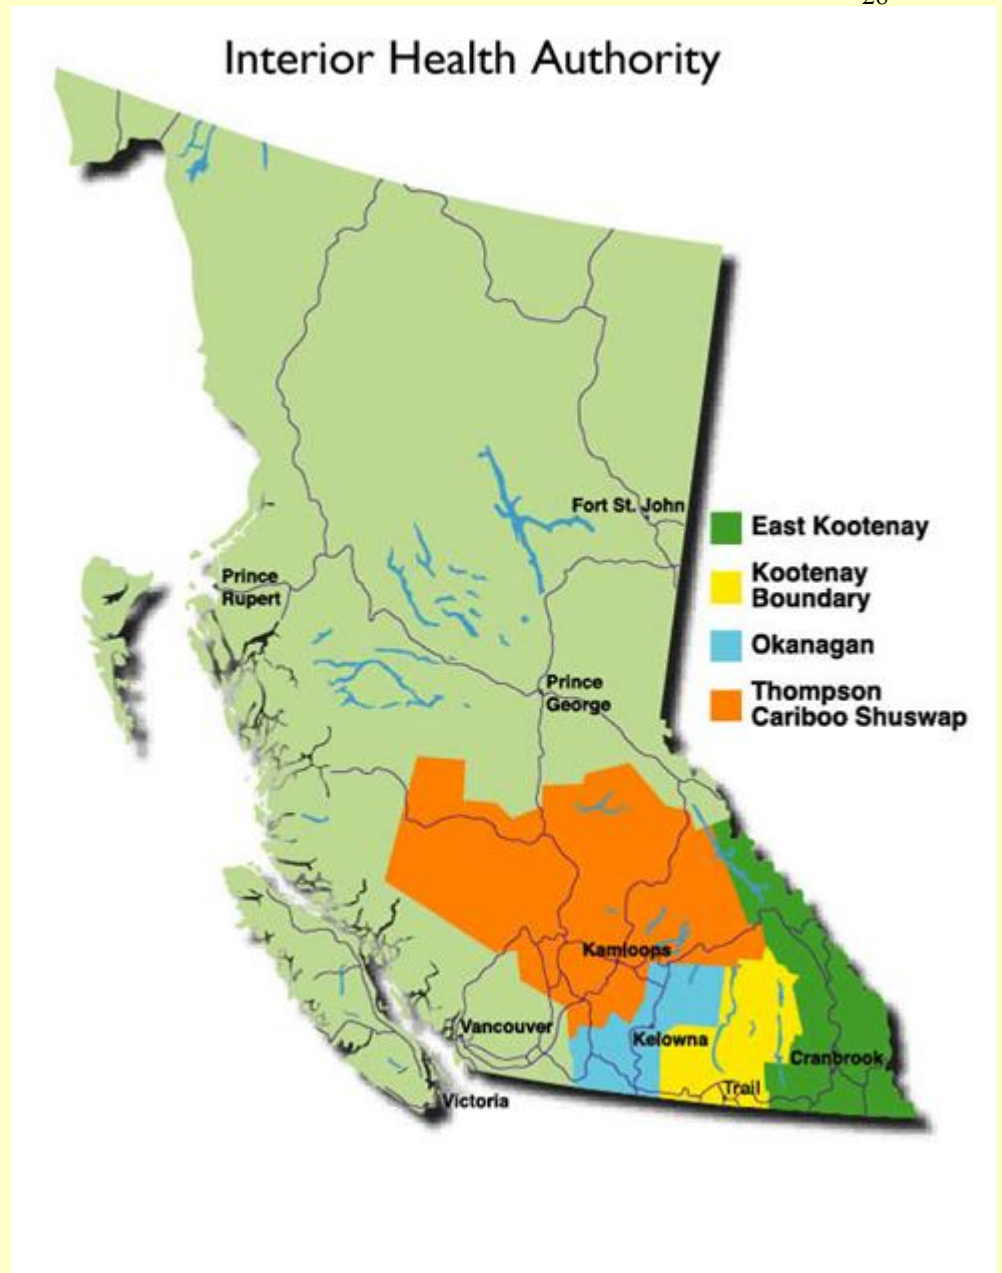 Interior Health Authority
Fort St. John
East Kootenay
Kootenay
Boundary
Prince
Rupert
Okanagan
Prince
George
Thompson
Cariboo Shuswap
Kamloops
Vancouver
Kelowna
Cranbrook
Trail
Victoria